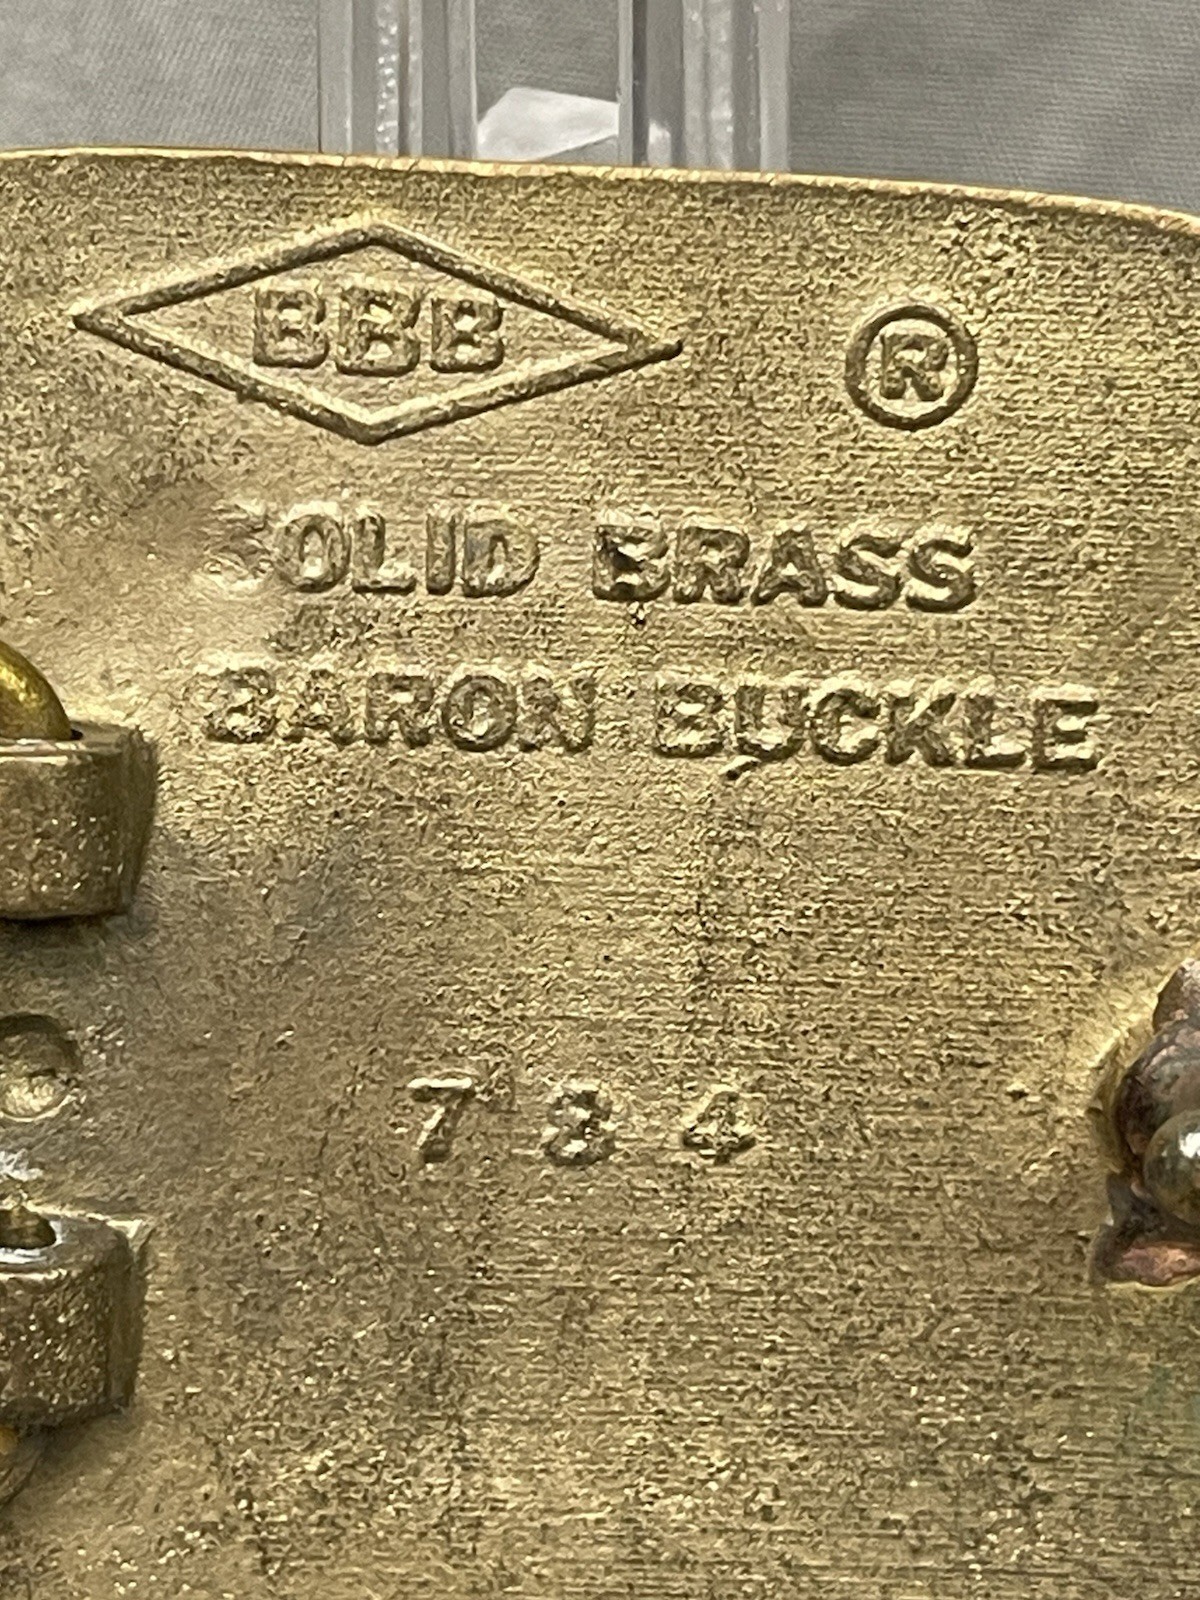 BBB ®
SOLID BRASS
BARON BUCKLE
784